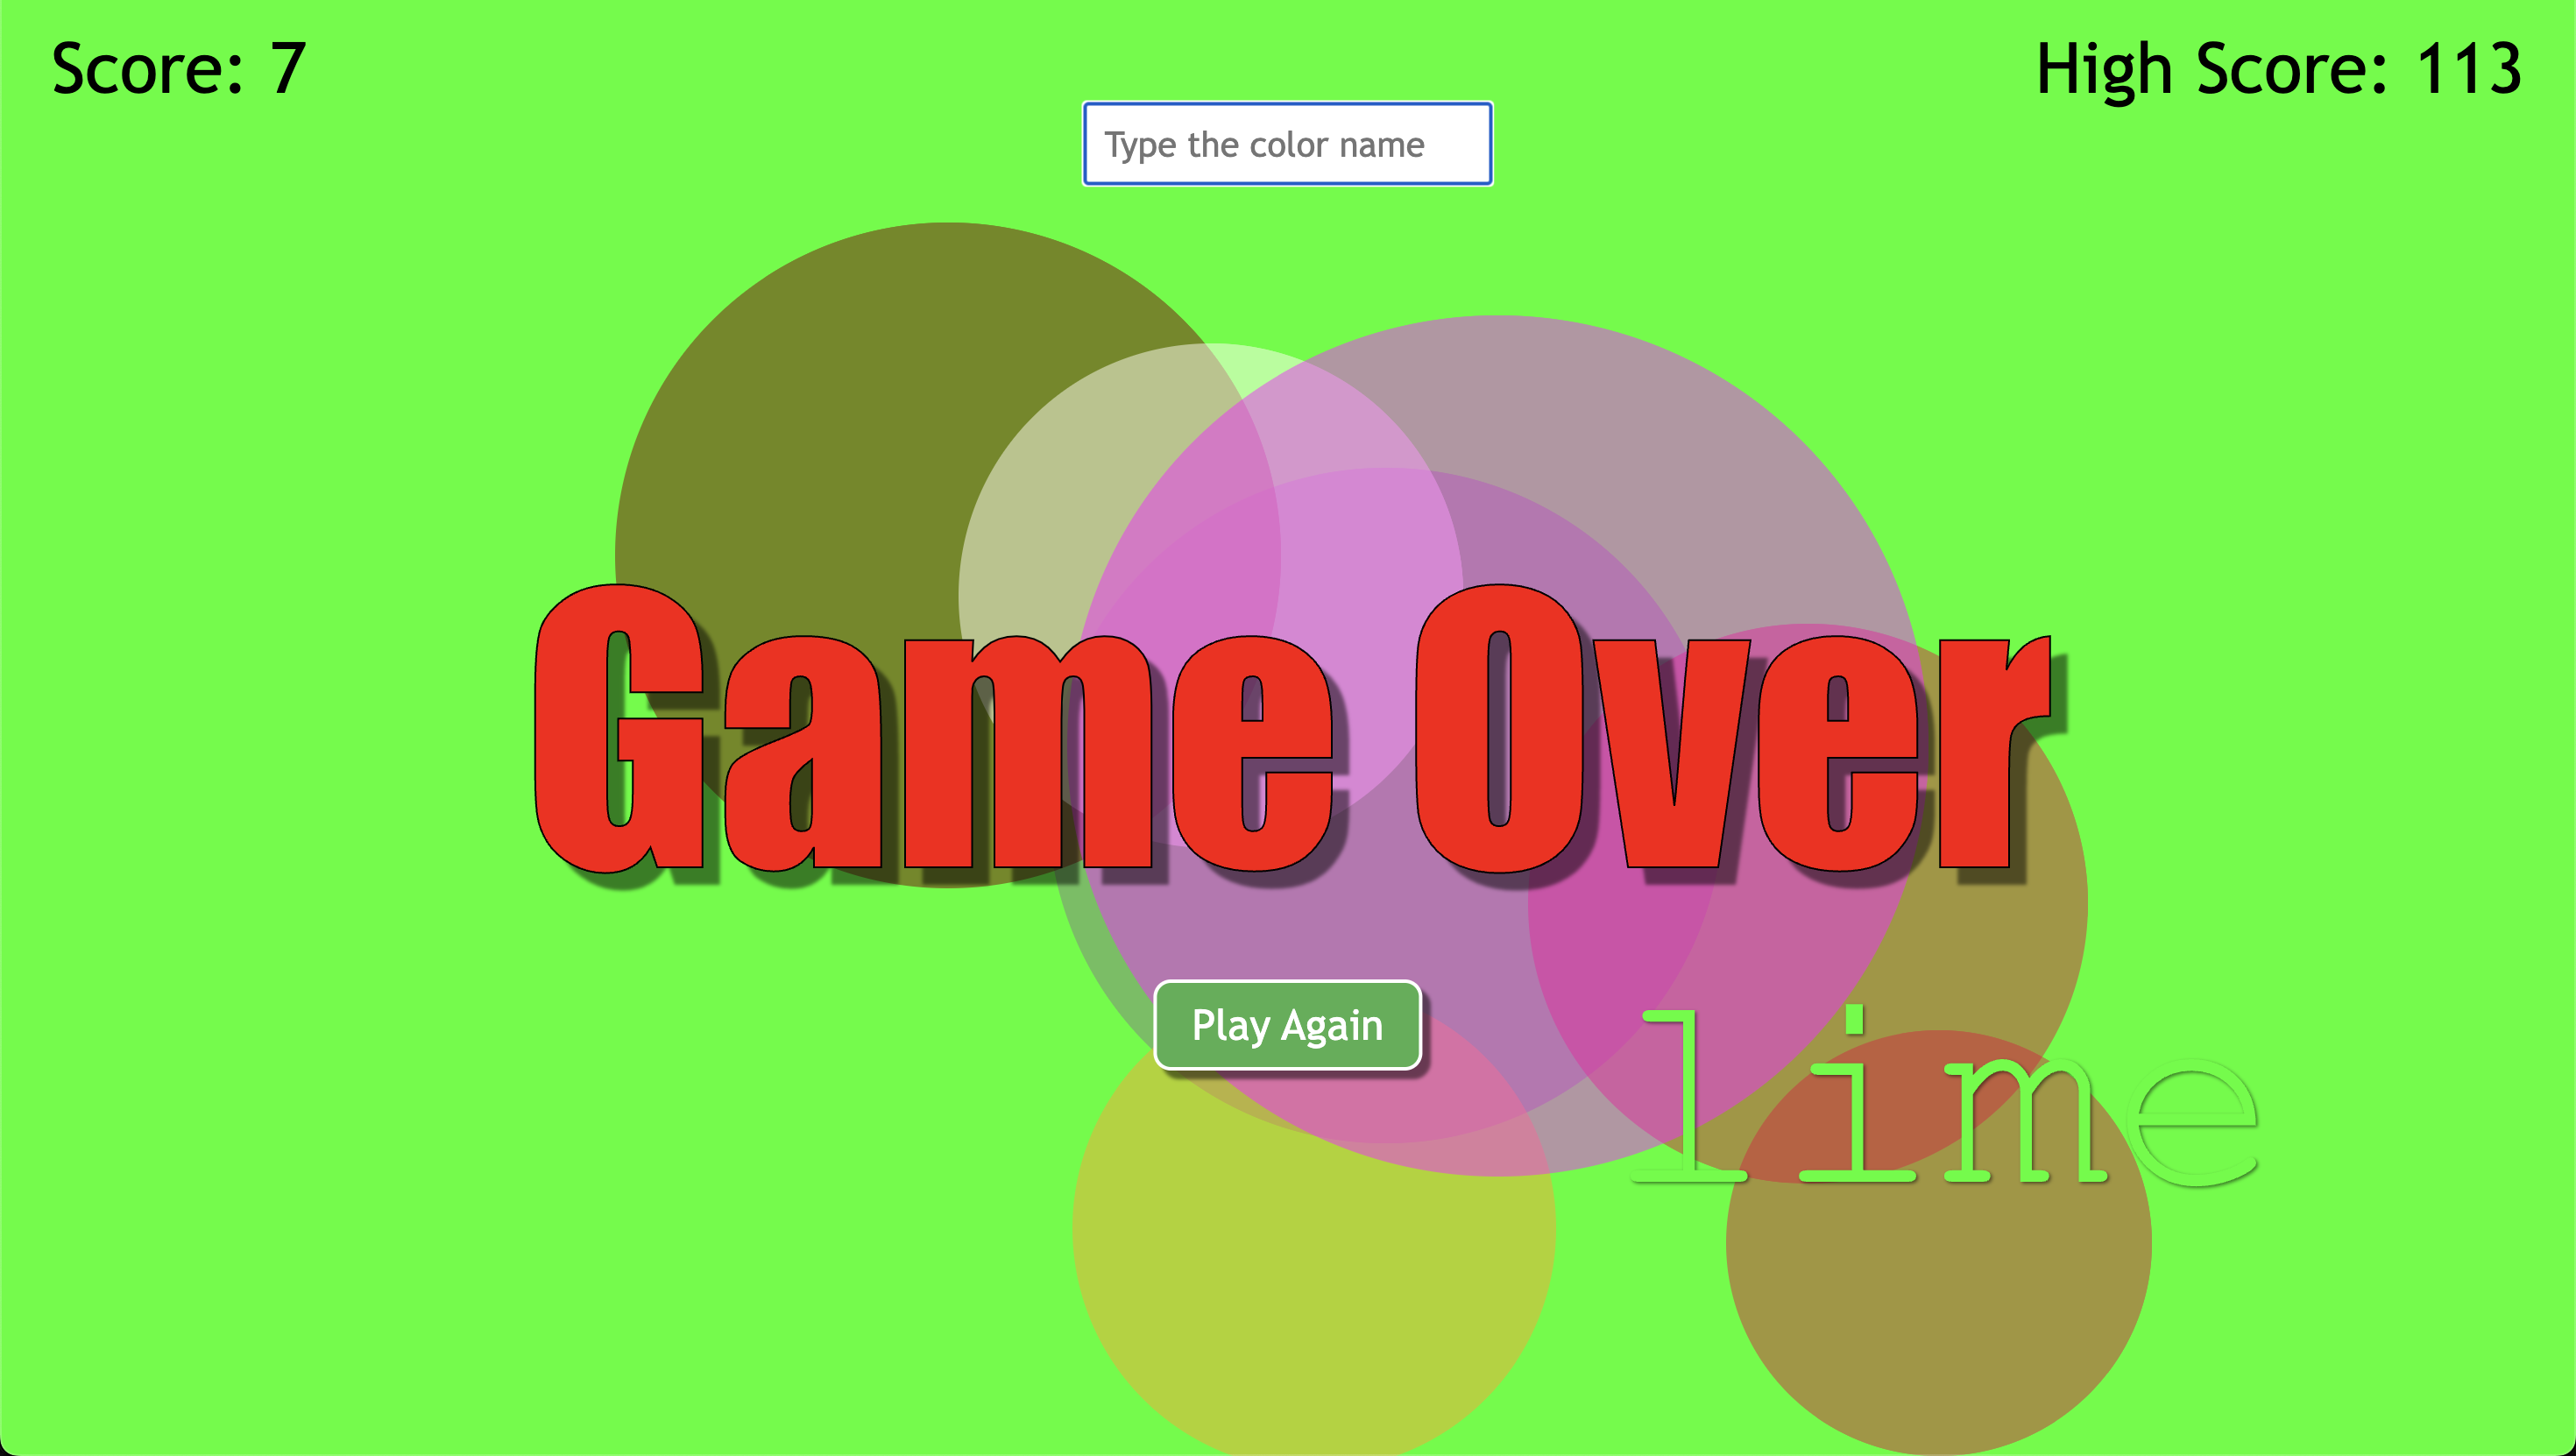 Score: 7
High Score: 113
Type the color name
Game Over
Play Again
lime